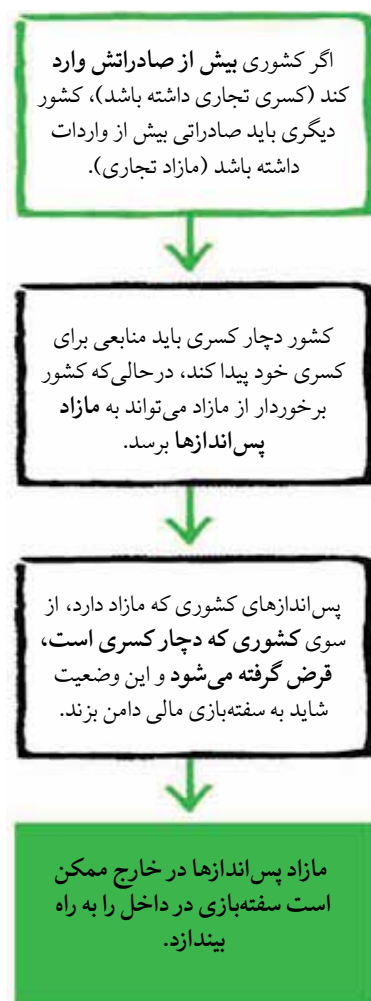 اگر کشوری بیش از صادراتش وارد
کند (کسری تجاری داشته باشد)، کشور
دیگری باید صادراتی بیش از واردات
داشته باشد (مازاد تجاری).
کشور دچار کسری باید منابعی برای
کسری خود پیدا کند، درحالی‌که کشور
برخوردار از مازاد می‌تواند به مازاد
پس‌اندازها برسد.
پس‌اندازهای کشوری که مازاد دارد، از
سوی کشوری که دچار کسری است،
قرض گرفته می‌شود و این وضعیت
شاید به سفته‌بازی مالی دامن بزند.
مازاد پس‌اندازها در خارج ممکن
است سفته‌بازی در داخل را به راه
بیندازد.